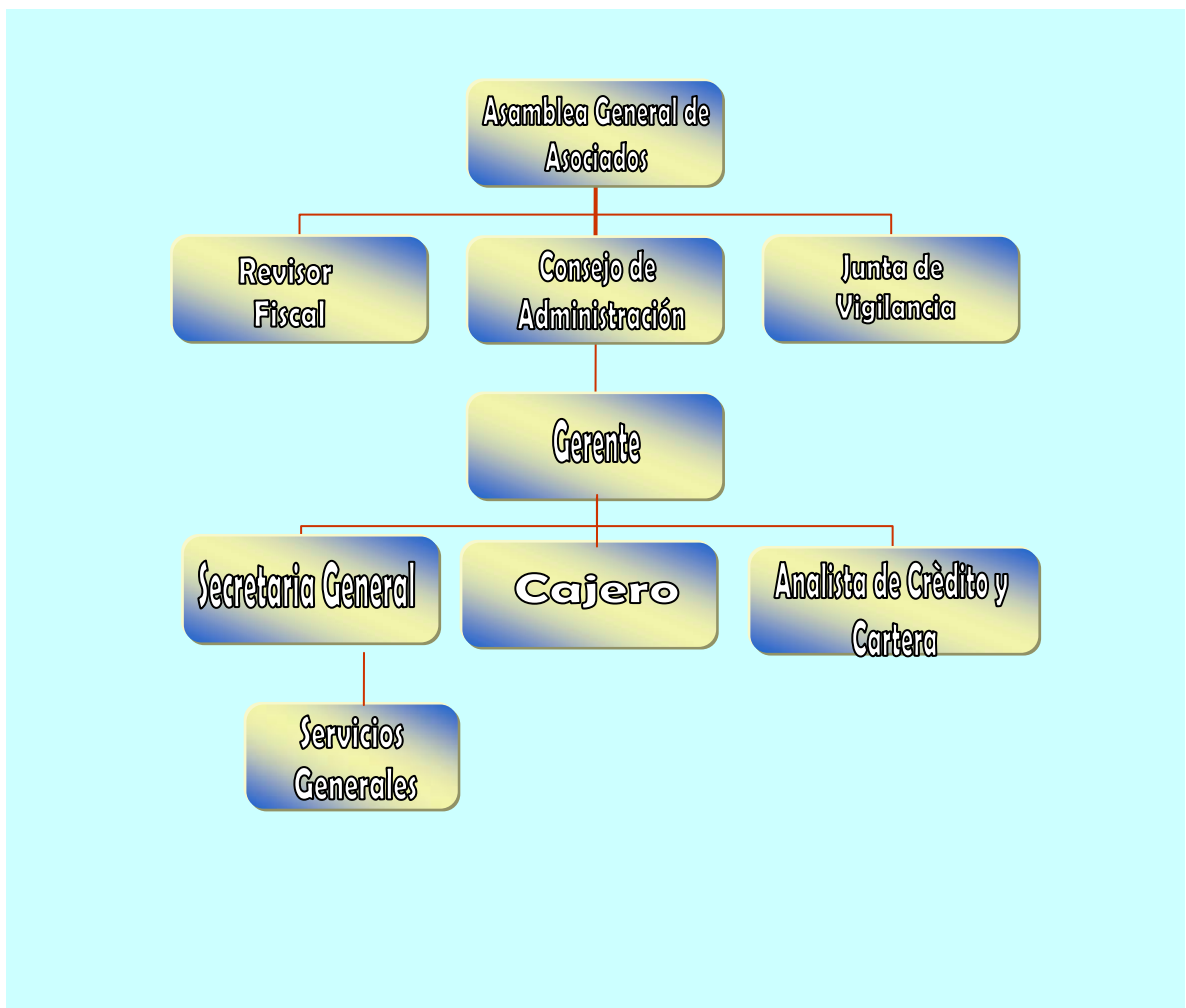 Asamblea General de
Asociados
Revisor
Fiscal
Consejo de
Administración
Junta de
Vigilancia
Gerente
Secretaria General
Cajero
Analista de Crèdito y
Cartera
Servicios
Generales